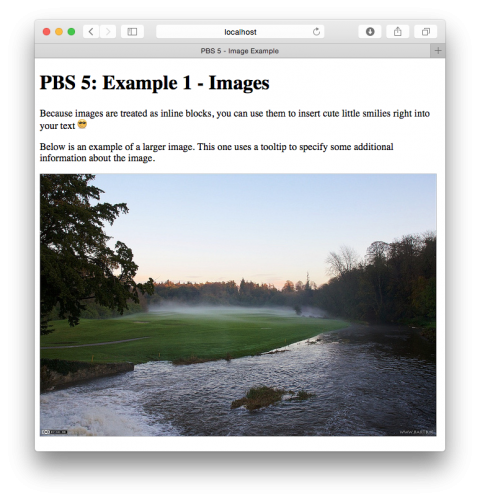 localhost
PBS 5 - Image Example
PBS 5: Example 1 - Images
Because images are treated as inline blocks, you can use them to insert cute little smilies right into
your text
Below is an example of a larger image. This one uses a tooltip to specify some additional
information about the image.